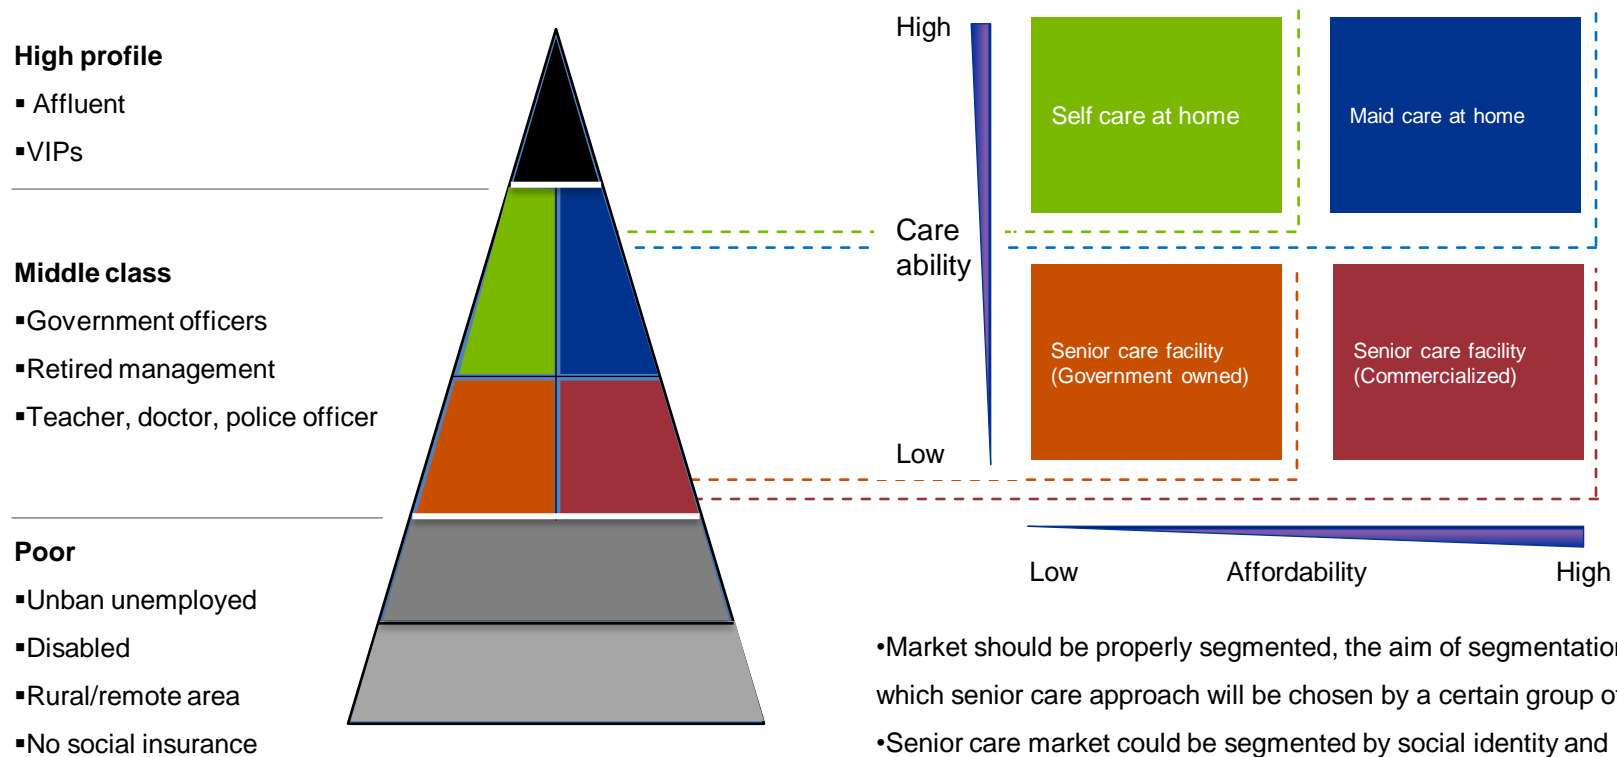 High profile
▪ Affluent
▪VIPs
Middle class
▪Government officers
▪Retired management
▪Teacher, doctor, police officer
Poor
▪Unban unemployed
▪Disabled
▪Rural/remote area
▪No social insurance
High
Care
ability
Low
Self care at home
Maid care at home
Senior care facility
(Government owned)
Senior care facility
(Commercialized)
Low Affordability High
•Market should be properly segmented, the aim of segmentation
which senior care approach will be chosen by a certain group of
•Senior care market could be segmented by social identity and